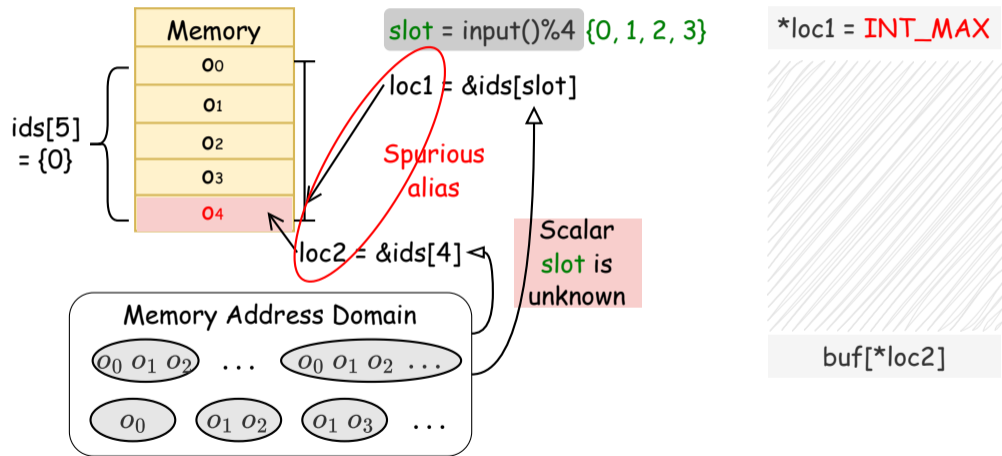 Memory
o₀
o₁
o₂
o₃
o₄
ids[5]
= {0}
slot = input()%4 {0, 1, 2, 3}
loc1 = &ids[slot]
Spurious
alias
loc2 = &ids[4]
Scalar
slot is
unknown
Memory Address Domain
o₀ o₁ o₂ ... o₀ o₁ o₂ ...
o₀ o₁ o₂ o₁ o₃ ...
*loc1 = INT_MAX
buf[*loc2]